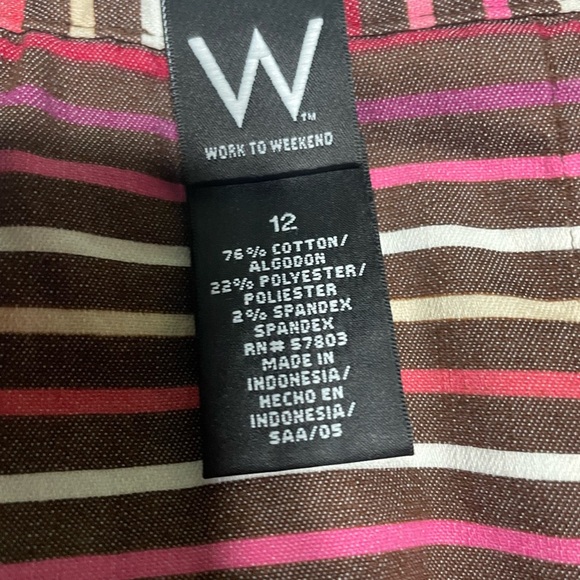 W
TM
WORK TO WEEKEND
12
76% COTTON/
ALGODON
22% POLYESTER/
POLIESTER
2% SPANDEX
SPANDEX
RN# 57803
MADE IN
INDONESIA/
HECHO EN
INDONESIA/
SAA/05